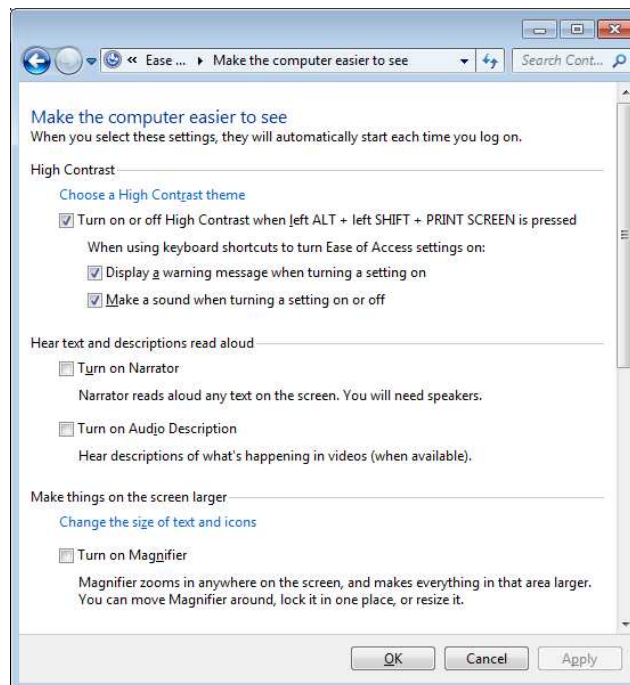 « Ease ... ▸ Make the computer easier to see
Search Cont...
Make the computer easier to see
When you select these settings, they will automatically start each time you log on.
High Contrast
Choose a High Contrast theme
Turn on or off High Contrast when left ALT + left SHIFT + PRINT SCREEN is pressed
When using keyboard shortcuts to turn Ease of Access settings on:
Display a warning message when turning a setting on
Make a sound when turning a setting on or off
Hear text and descriptions read aloud
Turn on Narrator
Narrator reads aloud any text on the screen. You will need speakers.
Turn on Audio Description
Hear descriptions of what's happening in videos (when available).
Make things on the screen larger
Change the size of text and icons
Turn on Magnifier
Magnifier zooms in anywhere on the screen, and makes everything in that area larger.
You can move Magnifier around, lock it in one place, or resize it.
OK Cancel Apply